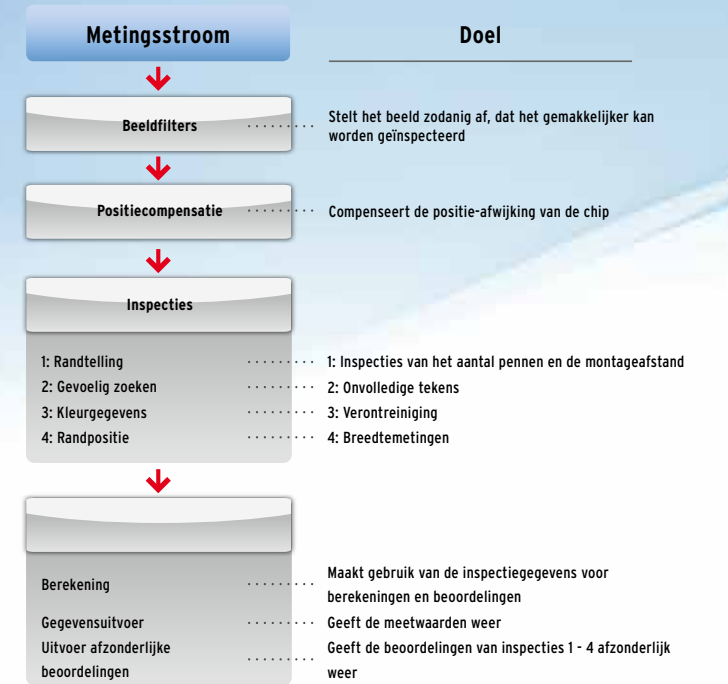 Metingsstroom
Doel
Beeldfilters ......... Stelt het beeld zodanig af, dat het gemakkelijker kan
worden geïnspecteerd
Positiecompensatie ......... Compenseert de positie-afwijking van de chip
Inspecties
1: Randtelling ......... 1: Inspecties van het aantal pennen en de montageafstand
2: Gevoelig zoeken ......... 2: Onvolledige tekens
3: Kleurgegevens ......... 3: Verontreiniging
4: Randpositie ......... 4: Breedtemetingen
Berekening ......... Maakt gebruik van de inspectiegegevens voor
berekeningen en beoordelingen
Gegevensuitvoer ......... Geeft de meetwaarden weer
Uitvoer afzonderlijke
beoordelingen ......... Geeft de beoordelingen van inspecties 1 - 4 afzonderlijk
weer